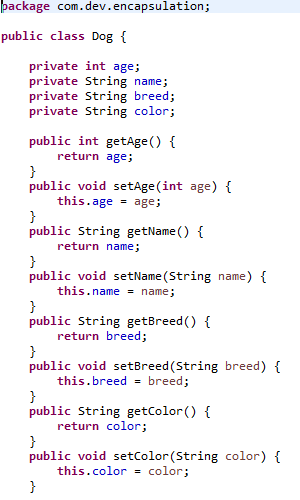 package com.dev.encapsulation;
public class Dog {
private int age;
private String name;
private String breed;
private String color;
public int getAge() {
return age;
}
public void setAge(int age) {
this.age = age;
}
public String getName() {
return name;
}
public void setName(String name) {
this.name = name;
}
public String getBreed() {
return breed;
}
public void setBreed(String breed) {
this.breed = breed;
}
public String getColor() {
return color;
}
public void setColor(String color) {
this.color = color;
}